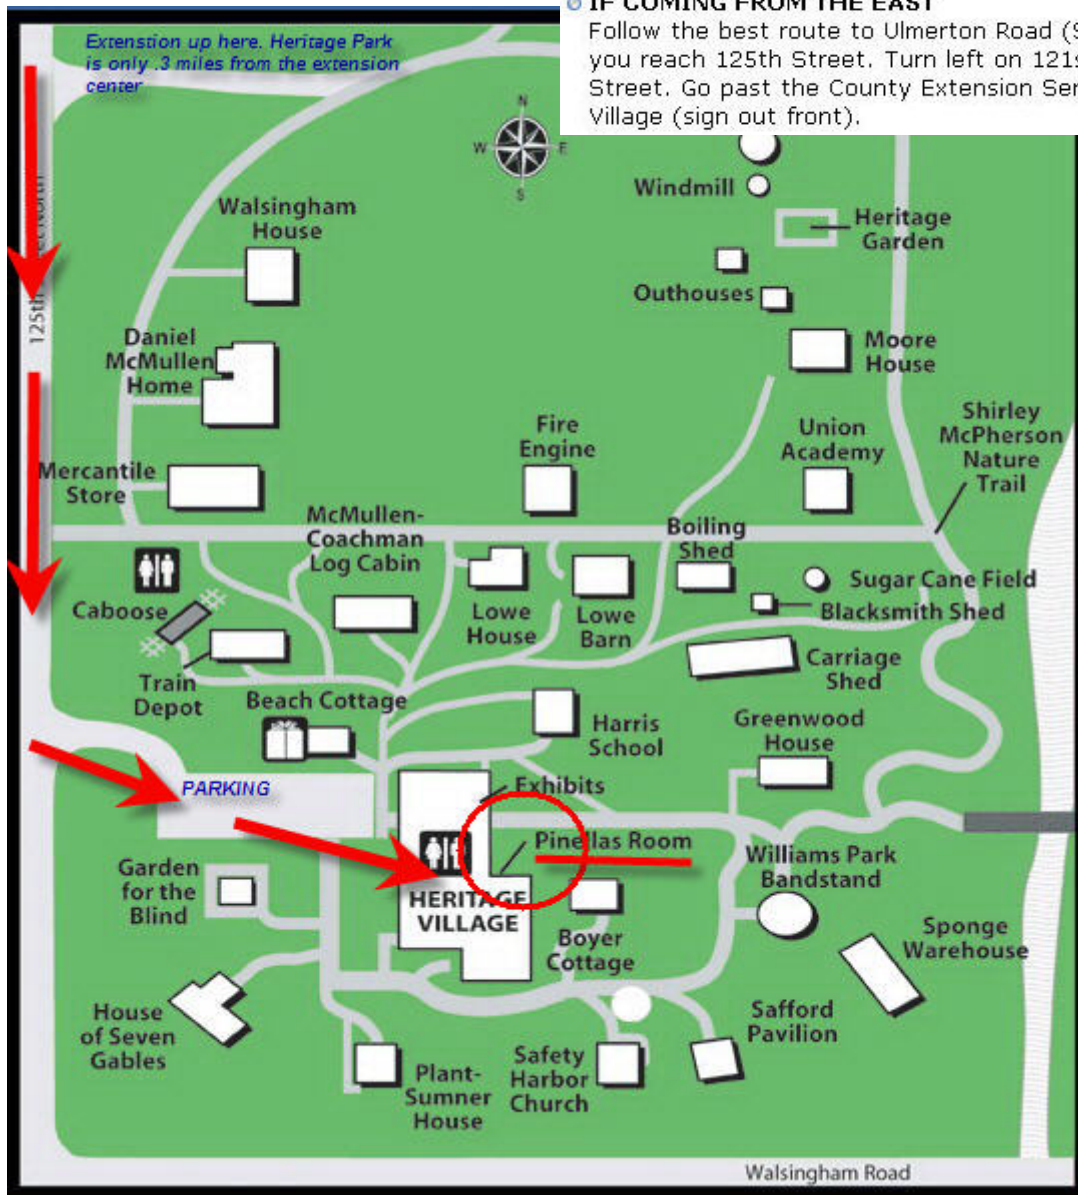 IF COMING FROM THE EAST
Follow the best route to Ulmerton Road (S
you reach 125th Street. Turn left on 121s
Street. Go past the County Extension Ser
Village (sign out front).
Extenstion up here. Heritage Park
is only .3 miles from the extension
center
N
W
E
S
Windmill
Walsingham
House
Heritage
Garden
Outhouses
125th
Daniel
McMullen
Home
Moore
House
Shirley
McPherson
Nature
Trail
Fire
Engine
Union
Academy
Mercantile
Store
McMullen-
Coachman
Log Cabin
Boiling
Shed
Sugar Cane Field
Caboose
Lowe
House
Lowe
Barn
Blacksmith Shed
Carriage
Shed
Train
Depot
Beach Cottage
Harris
School
Greenwood
House
PARKING
Exhibits
Pinellas Room
Williams Park
Bandstand
Garden
for the
Blind
HERITAGE
VILLAGE
Boyer
Cottage
Sponge
Warehouse
House
of Seven
Gables
Safford
Pavilion
Plant-
Sumner
House
Safety
Harbor
Church
Walsingham Road